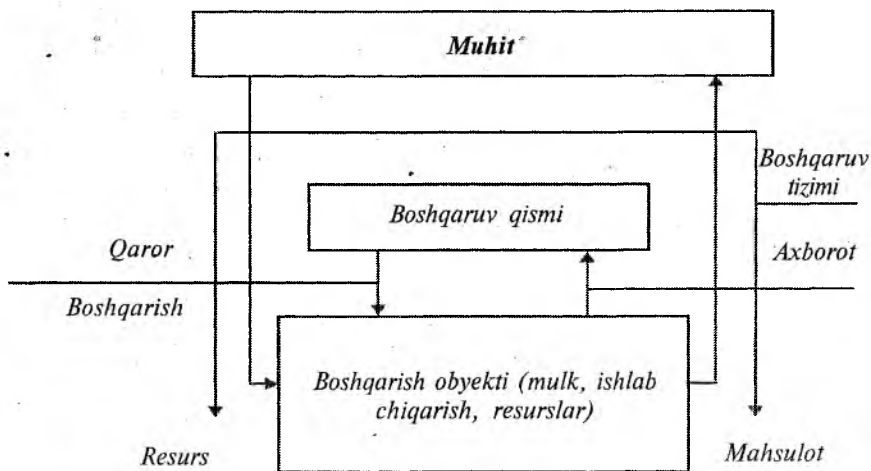 Muhit
Boshqaruv
tizimi
Boshqaruv qismi
Qaror
Axborot
Boshqarish
Boshqarish obyekti (mulk, ishlab
chiqarish, resurslar)
Resurs
Mahsulot